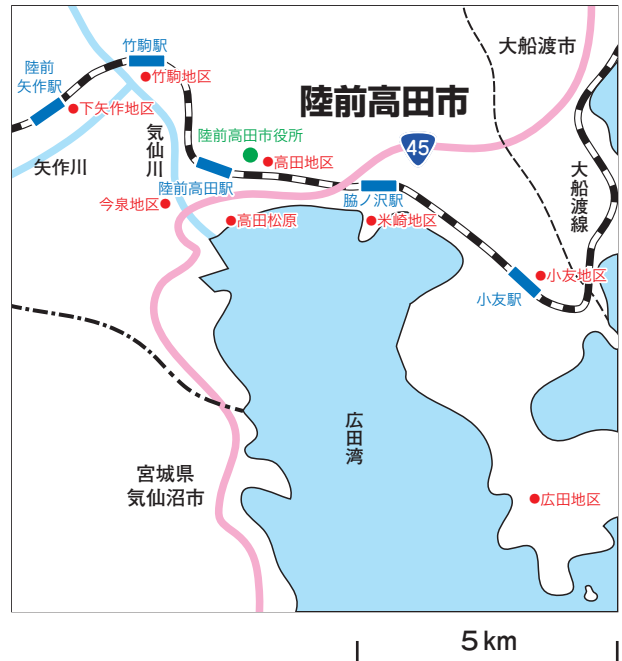 竹駒駅
大船渡市
陸前
矢作駅
竹駒地区
下矢作地区
陸前高田市
気仙川
陸前高田市役所
45
矢作川
高田地区
大船渡線
陸前高田駅
脇ノ沢駅
今泉地区
高田松原
米崎地区
小友地区
小友駅
広田湾
宮城県
気仙沼市
広田地区
5km